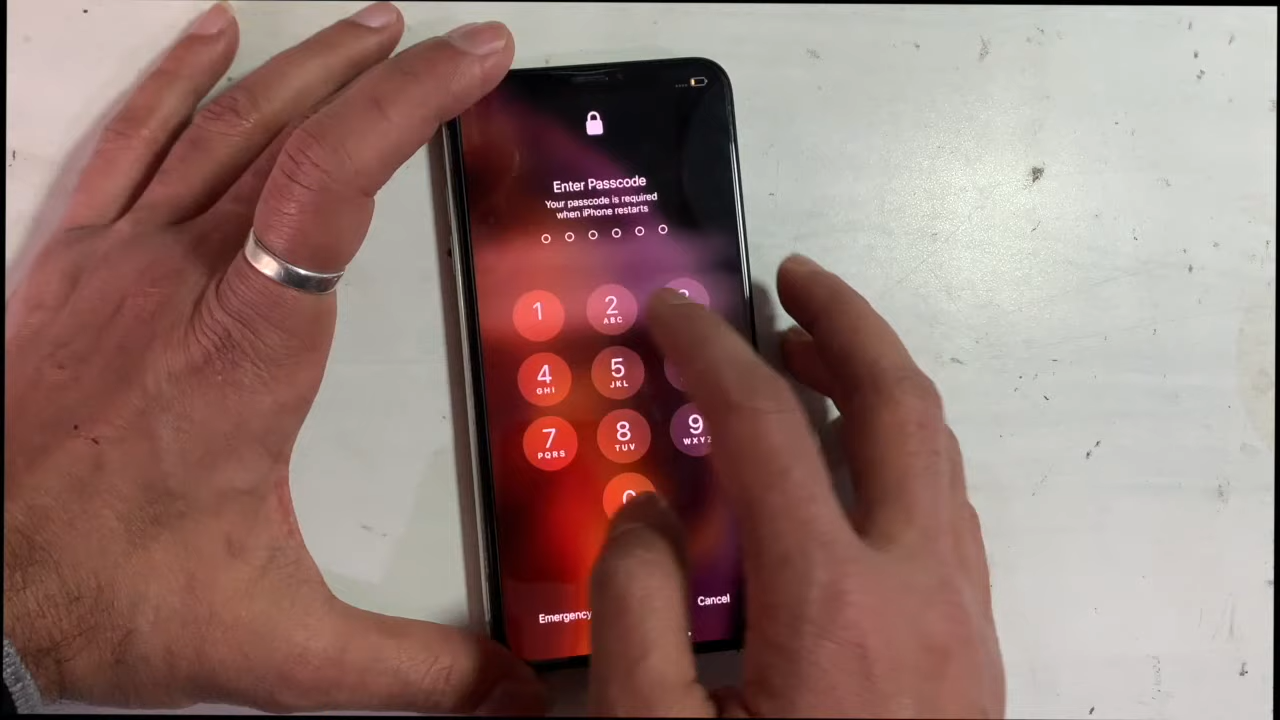 Enter Passcode
Your passcode is required
when iPhone restarts
1 2
ABC
4 5
GHI JKL
7 8 9
PQRS TUV WXYZ
Emergency
Cancel